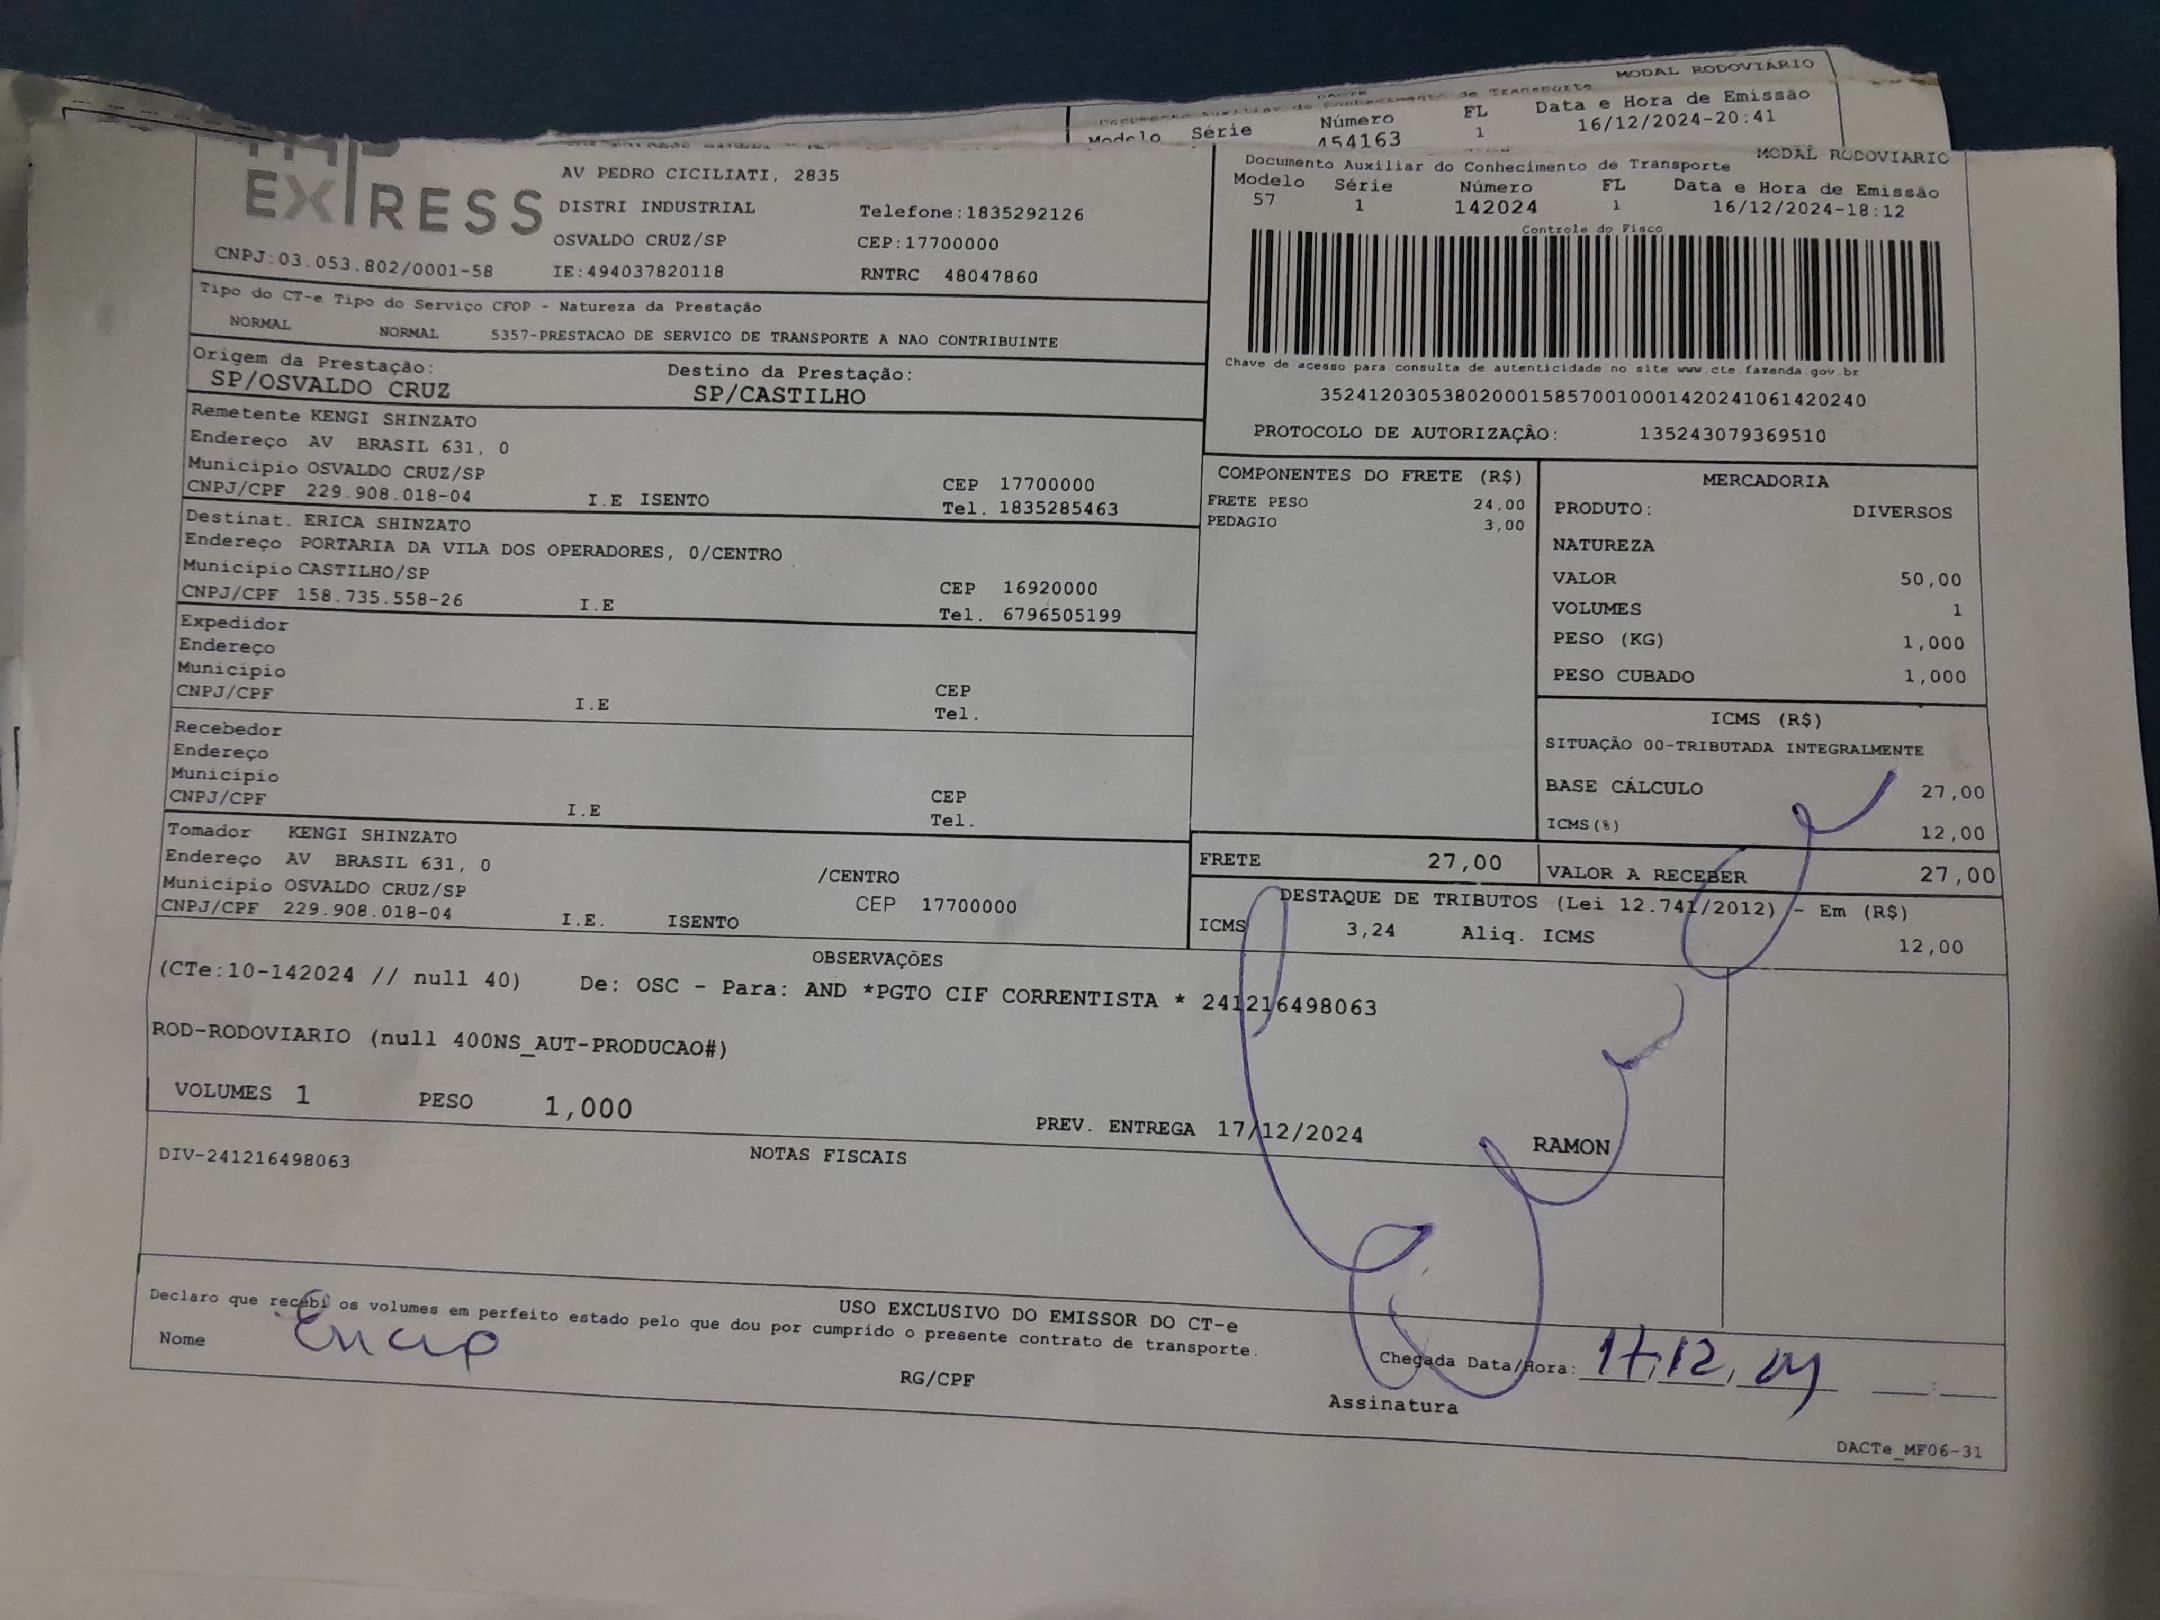 MODAL RODOVIÁRIO
Documento Auxiliar do Conhecimento de Transporte
Modelo Série Número FL Data e Hora de Emissão
454163 1 16/12/2024-20:41
EXPRESS
AV PEDRO CICILIATI, 2835
DISTRI INDUSTRIAL Telefone:1835292126
OSVALDO CRUZ/SP CEP:17700000
CNPJ:03.053.802/0001-58 IE:494037820118 RNTRC 48047860
MODAL RODOVIÁRIO
Documento Auxiliar do Conhecimento de Transporte
Modelo Série Número FL Data e Hora de Emissão
57 1 142024 1 16/12/2024-18:12
Controle do Fisco
Chave de acesso para consulta de autenticidade no site www.cte.fazenda.gov.br
35241203053802000158570010001420241061420240
PROTOCOLO DE AUTORIZAÇÃO: 135243079369510
Tipo do CT-e Tipo do Serviço CFOP - Natureza da Prestação
NORMAL NORMAL 5357-PRESTACAO DE SERVICO DE TRANSPORTE A NAO CONTRIBUINTE
Origem da Prestação: Destino da Prestação:
SP/OSVALDO CRUZ SP/CASTILHO
Remetente KENGI SHINZATO
Endereço AV BRASIL 631, 0
Município OSVALDO CRUZ/SP CEP 17700000
CNPJ/CPF 229.908.018-04 I.E ISENTO Tel. 1835285463
Destinat. ERICA SHINZATO
Endereço PORTARIA DA VILA DOS OPERADORES, 0/CENTRO
Município CASTILHO/SP CEP 16920000
CNPJ/CPF 158.735.558-26 I.E Tel. 6796505199
Expedidor
Endereço
Município CEP
CNPJ/CPF I.E Tel.
Recebedor
Endereço
Município CEP
CNPJ/CPF I.E Tel.
Tomador KENGI SHINZATO
Endereço AV BRASIL 631, 0 /CENTRO
Município OSVALDO CRUZ/SP CEP 17700000
CNPJ/CPF 229.908.018-04 I.E. ISENTO
COMPONENTES DO FRETE (R$)
FRETE PESO 24,00
PEDAGIO 3,00
MERCADORIA
PRODUTO: DIVERSOS
NATUREZA
VALOR 50,00
VOLUMES 1
PESO (KG) 1,000
PESO CUBADO 1,000
ICMS (R$)
SITUAÇÃO 00-TRIBUTADA INTEGRALMENTE
BASE CÁLCULO 27,00
ICMS(%) 12,00
FRETE 27,00 VALOR A RECEBER 27,00
DESTAQUE DE TRIBUTOS (Lei 12.741/2012) - Em (R$)
ICMS 3,24 Aliq. ICMS 12,00
OBSERVAÇÕES
(CTe:10-142024 // null 40) De: OSC - Para: AND *PGTO CIF CORRENTISTA * 241216498063
ROD-RODOVIARIO (null 400NS_AUT-PRODUCAO#)
VOLUMES 1 PESO 1,000 PREV. ENTREGA 17/12/2024 RAMON
NOTAS FISCAIS
DIV-241216498063
USO EXCLUSIVO DO EMISSOR DO CT-e
Declaro que recebi os volumes em perfeito estado pelo que dou por cumprido o presente contrato de transporte.
Nome RG/CPF Assinatura Chegada Data/Hora: 17,12,
DACTe_MF06-31